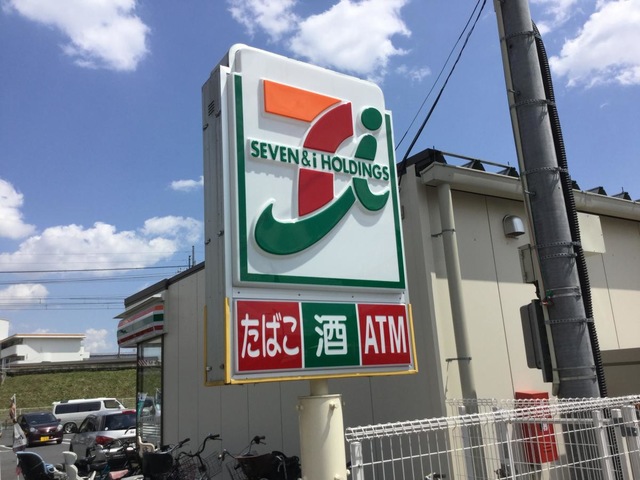 SEVEN & i HOLDINGS
たばこ 酒 ATM